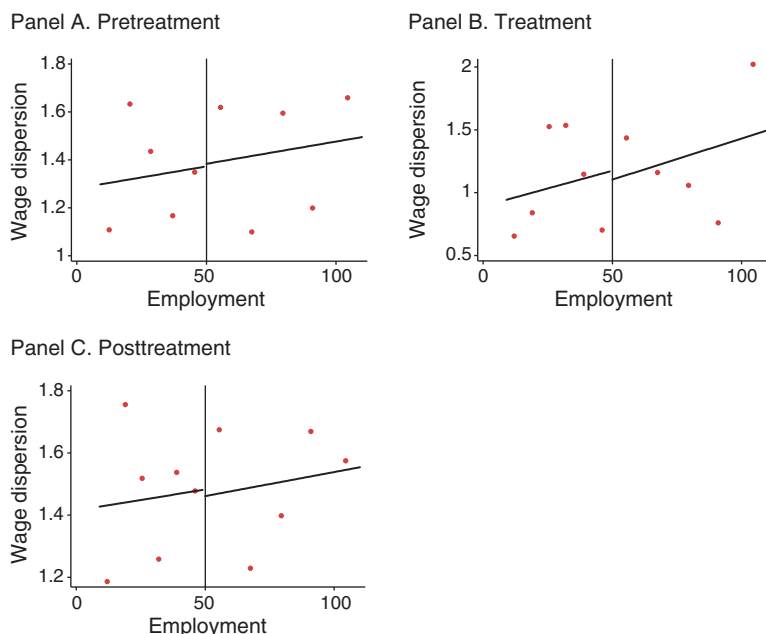 Panel A. Pretreatment
Wage dispersion
1.8
1.6
1.4
1.2
1
0
50
100
Employment
Panel B. Treatment
Wage dispersion
2
1.5
1
0.5
0
50
100
Employment
Panel C. Posttreatment
Wage dispersion
1.8
1.6
1.4
1.2
0
50
100
Employment